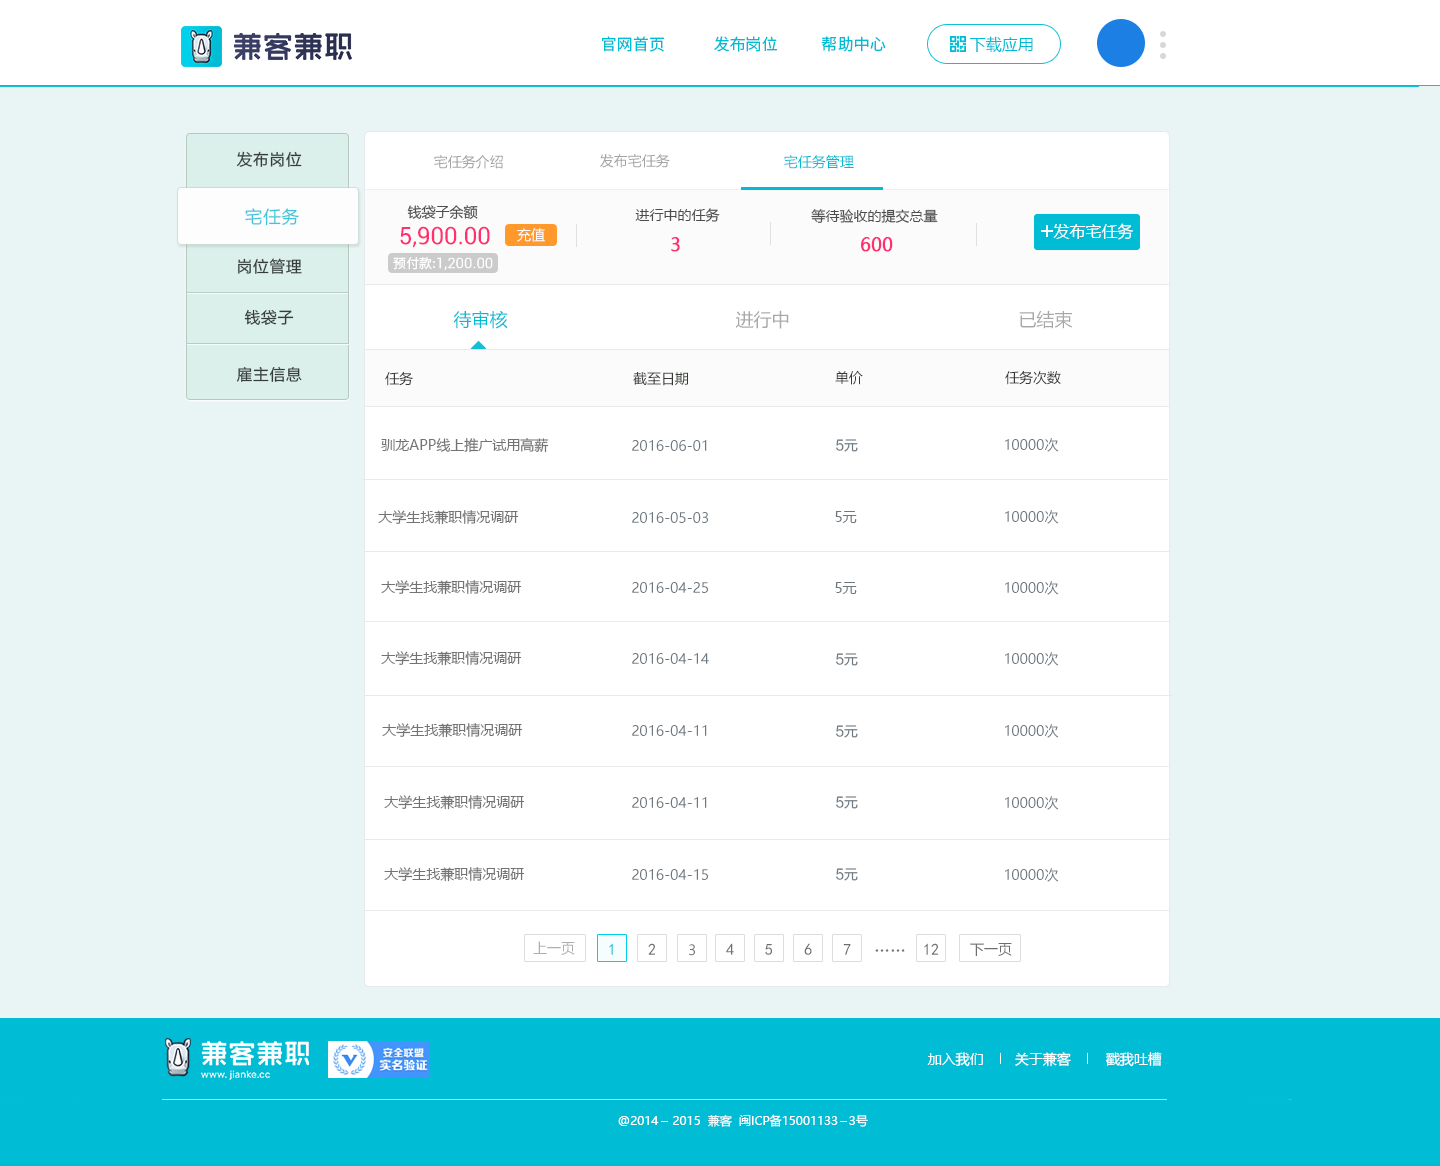 兼客兼职
官网首页
发布岗位
帮助中心
下载应用
发布岗位
宅任务
岗位管理
钱袋子
雇主信息
宅任务介绍
发布宅任务
宅任务管理
钱袋子余额
5,900.00
充值
预付款:1,200.00
进行中的任务
3
等待验收的提交总量
600
+发布宅任务
待审核
进行中
已结束
任务 截至日期 单价 任务次数
驯龙APP线上推广试用高薪 2016-06-01 5元 10000次
大学生找兼职情况调研 2016-05-03 5元 10000次
大学生找兼职情况调研 2016-04-25 5元 10000次
大学生找兼职情况调研 2016-04-14 5元 10000次
大学生找兼职情况调研 2016-04-11 5元 10000次
大学生找兼职情况调研 2016-04-11 5元 10000次
大学生找兼职情况调研 2016-04-15 5元 10000次
上一页 1 2 3 4 5 6 7 …… 12 下一页
兼客兼职
www.jianke.cc
安全联盟
实名验证
加入我们 | 关于兼客 | 戳我吐槽
@2014－2015 兼客 闽ICP备15001133－3号